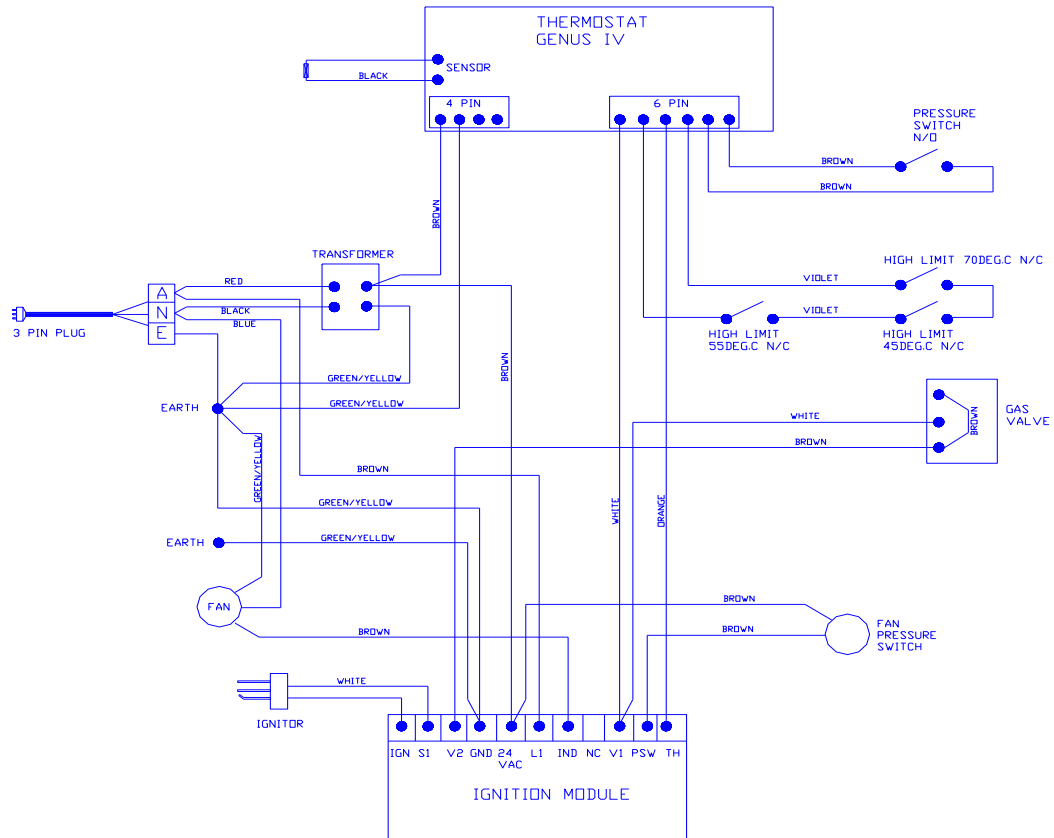 THERMOSTAT
GENUS IV
SENSOR
BLACK
4 PIN
6 PIN
PRESSURE
SWITCH
N/O
BROWN
BROWN
BROWN
TRANSFORMER
HIGH LIMIT 70DEG.C N/C
RED
VIOLET
A
N
E
BLACK
BLUE
VIOLET
3 PIN PLUG
HIGH LIMIT
55DEG.C N/C
HIGH LIMIT
45DEG.C N/C
BROWN
GREEN/YELLOW
EARTH
GREEN/YELLOW
WHITE
BROWN
GAS
VALVE
BROWN
GREEN/YELLOW
BROWN
GREEN/YELLOW
WHITE
ORANGE
EARTH
GREEN/YELLOW
FAN
BROWN
BROWN
BROWN
FAN
PRESSURE
SWITCH
WHITE
IGNITOR
IGN S1 V2 GND 24 VAC L1 IND NC V1 PSW TH
IGNITION MODULE